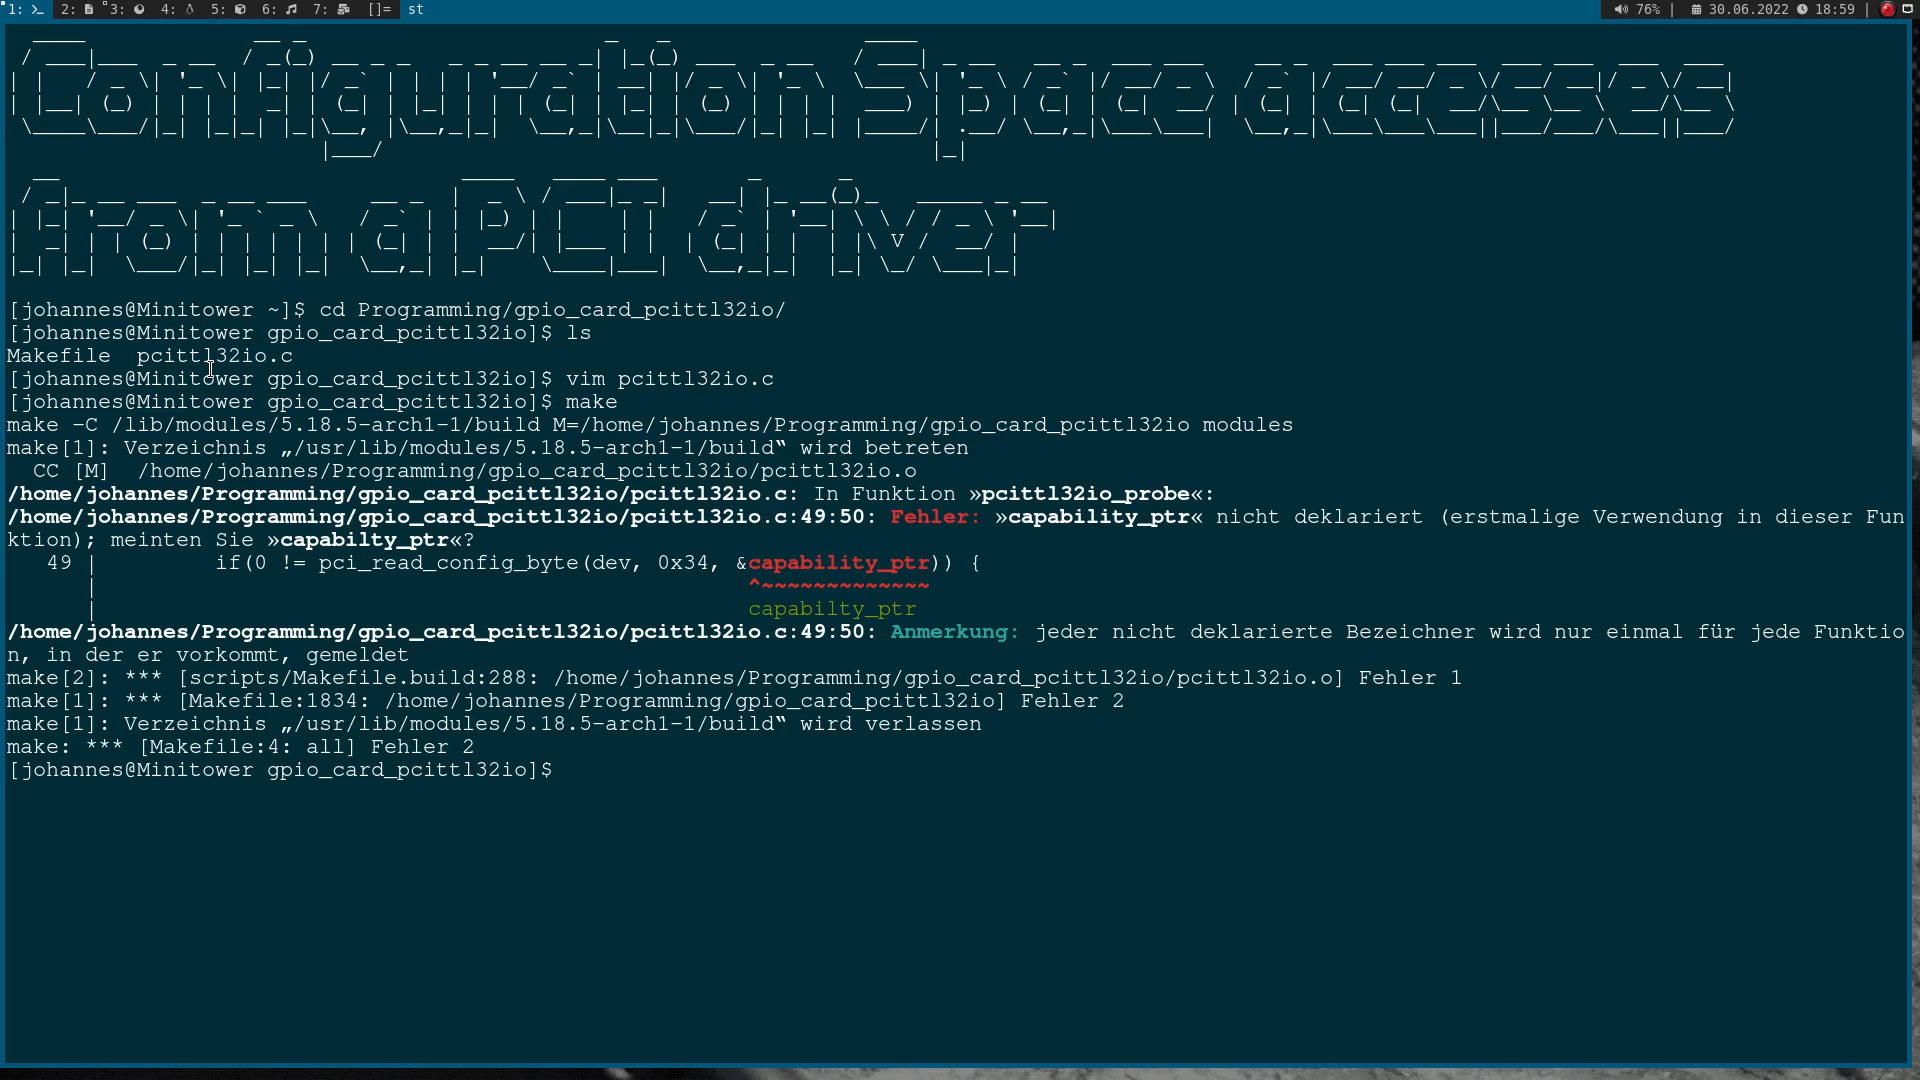 1: 2: 3: 4: 5: 6: 7: []= st 76% | 30.06.2022 18:59 |
Configuration Space accesses
from a PCI driver
[johannes@Minitower ~]$ cd Programming/gpio_card_pcittl32io/
[johannes@Minitower gpio_card_pcittl32io]$ ls
Makefile  pcittl32io.c
[johannes@Minitower gpio_card_pcittl32io]$ vim pcittl32io.c
[johannes@Minitower gpio_card_pcittl32io]$ make
make -C /lib/modules/5.18.5-arch1-1/build M=/home/johannes/Programming/gpio_card_pcittl32io modules
make[1]: Verzeichnis „/usr/lib/modules/5.18.5-arch1-1/build“ wird betreten
  CC [M]  /home/johannes/Programming/gpio_card_pcittl32io/pcittl32io.o
/home/johannes/Programming/gpio_card_pcittl32io/pcittl32io.c: In Funktion »pcittl32io_probe«:
/home/johannes/Programming/gpio_card_pcittl32io/pcittl32io.c:49:50: Fehler: »capability_ptr« nicht deklariert (erstmalige Verwendung in dieser Fun
ktion); meinten Sie »capabilty_ptr«?
   49 |         if(0 != pci_read_config_byte(dev, 0x34, &capability_ptr)) {
      |                                                  ^~~~~~~~~~~~~~
      |                                                  capabilty_ptr
/home/johannes/Programming/gpio_card_pcittl32io/pcittl32io.c:49:50: Anmerkung: jeder nicht deklarierte Bezeichner wird nur einmal für jede Funktio
n, in der er vorkommt, gemeldet
make[2]: *** [scripts/Makefile.build:288: /home/johannes/Programming/gpio_card_pcittl32io/pcittl32io.o] Fehler 1
make[1]: *** [Makefile:1834: /home/johannes/Programming/gpio_card_pcittl32io] Fehler 2
make[1]: Verzeichnis „/usr/lib/modules/5.18.5-arch1-1/build“ wird verlassen
make: *** [Makefile:4: all] Fehler 2
[johannes@Minitower gpio_card_pcittl32io]$